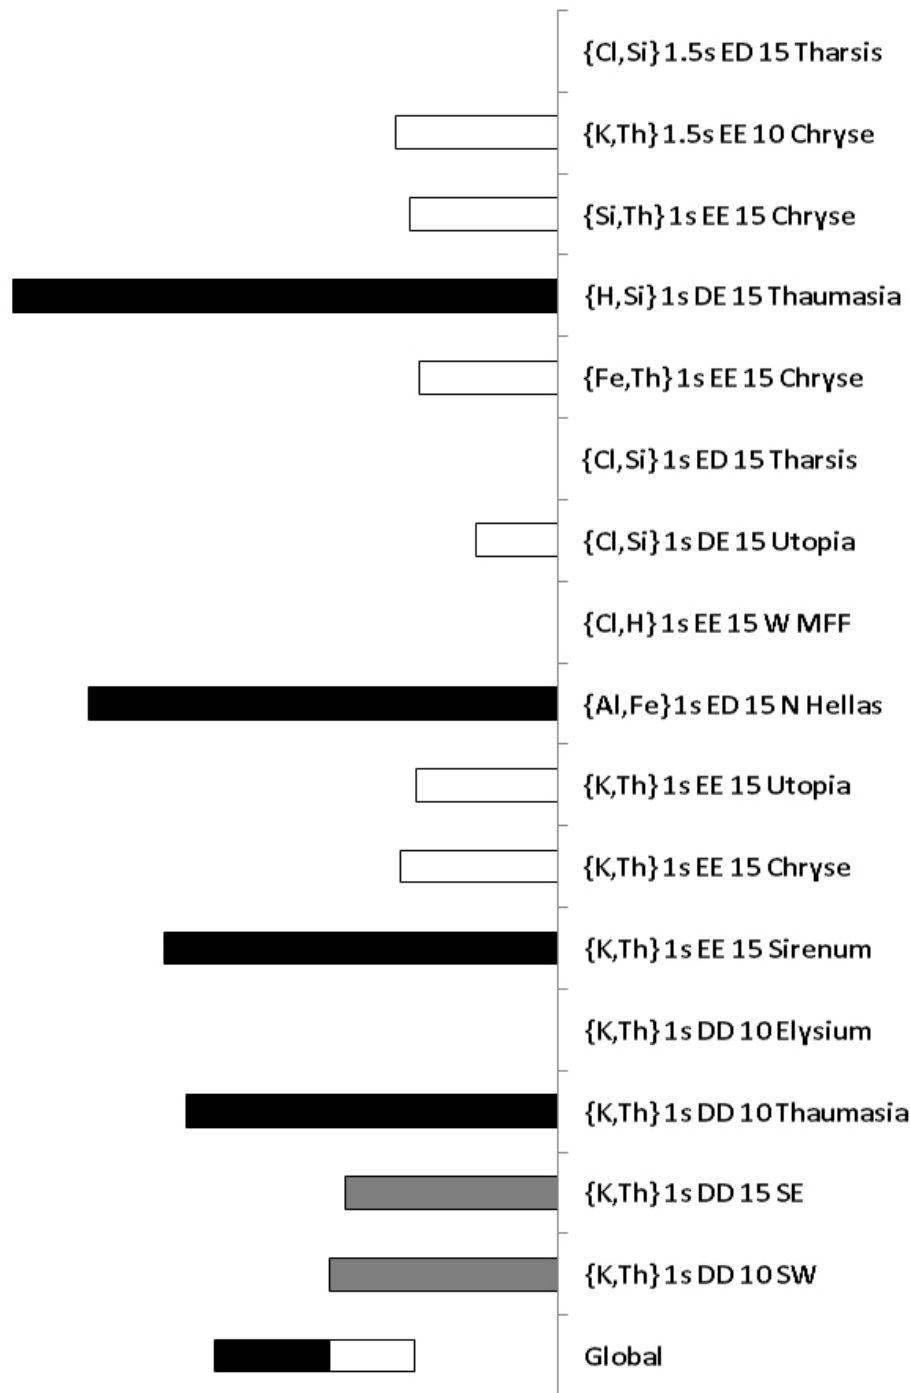 {Cl,Si} 1.5s ED 15 Tharsis
{K,Th} 1.5s EE 10 Chryse
{Si,Th} 1s EE 15 Chryse
{H,Si} 1s DE 15 Thaumasia
{Fe,Th} 1s EE 15 Chryse
{Cl,Si} 1s ED 15 Tharsis
{Cl,Si} 1s DE 15 Utopia
{Cl,H} 1s EE 15 W MFF
{Al,Fe} 1s ED 15 N Hellas
{K,Th} 1s EE 15 Utopia
{K,Th} 1s EE 15 Chryse
{K,Th} 1s EE 15 Sirenum
{K,Th} 1s DD 10 Elysium
{K,Th} 1s DD 10 Thaumasia
{K,Th} 1s DD 15 SE
{K,Th} 1s DD 10 SW
Global